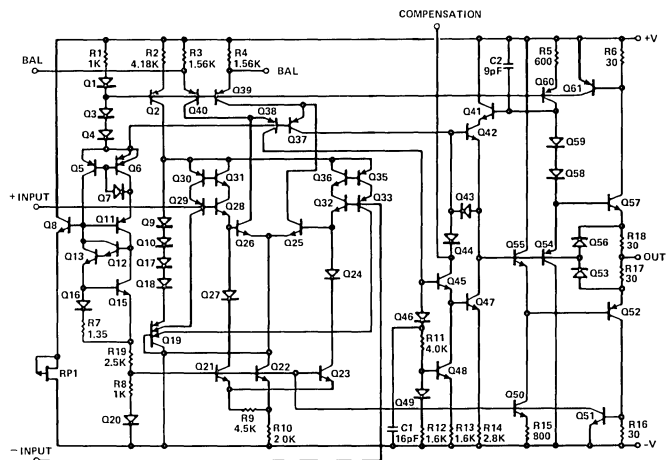 COMPENSATION
+V
R1
1K
R2
4.18K
R3
1.56K
R4
1.56K
C2
9pF
R5
600
R6
30
BAL
BAL
Q1
Q60
Q61
Q39
Q3
Q2
Q40
Q38
Q41
Q4
Q37
Q42
Q59
Q5
Q6
Q58
Q7
Q30
Q31
Q36
Q35
Q43
+INPUT
Q29
Q28
Q32
Q33
Q57
Q8
Q11
Q9
Q26
Q25
Q44
Q55
Q54
Q56
R18
30
OUT
Q13
Q12
Q10
Q53
R17
30
Q17
Q24
Q45
Q16
Q15
Q18
Q27
Q47
Q52
Q46
R7
1.35
R11
4.0K
Q19
R19
2.5K
Q21
Q22
Q23
Q48
RP1
R8
1K
Q49
Q50
Q51
R9
4.5K
Q20
R10
2 0K
C1
16pF
R12
1.6K
R13
1.6K
R14
2.8K
R15
800
R16
30
-V
-INPUT